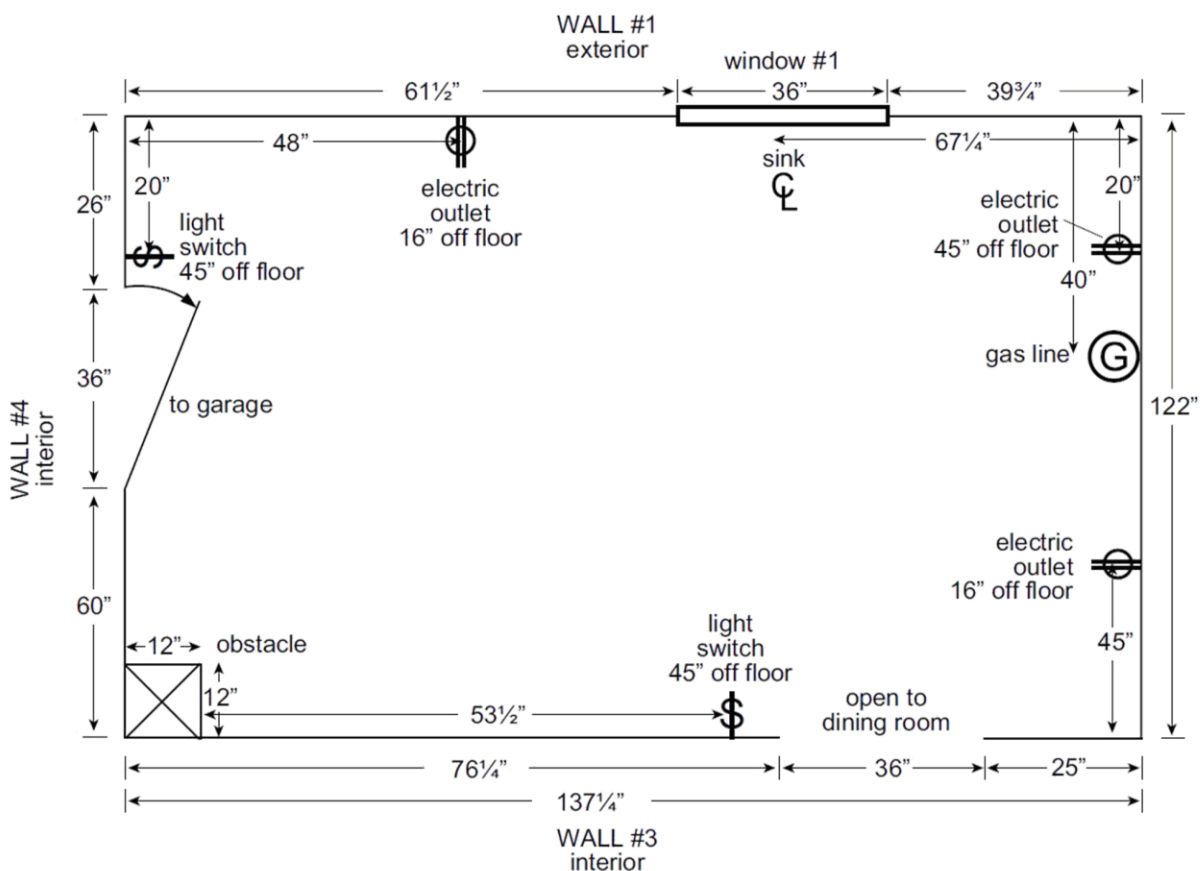 WALL #1
exterior
window #1
61½”
36”
39¾”
48”
67¼”
sink
CL
20”
20”
26”
electric
outlet
16” off floor
light
switch
45” off floor
S
electric
outlet
45” off floor
40”
gas line
G
36”
to garage
122”
WALL #4
interior
electric
outlet
16” off floor
60”
45”
12”
obstacle
12”
light
switch
45” off floor
S
53½”
open to
dining room
76¼”
36”
25”
137¼”
WALL #3
interior